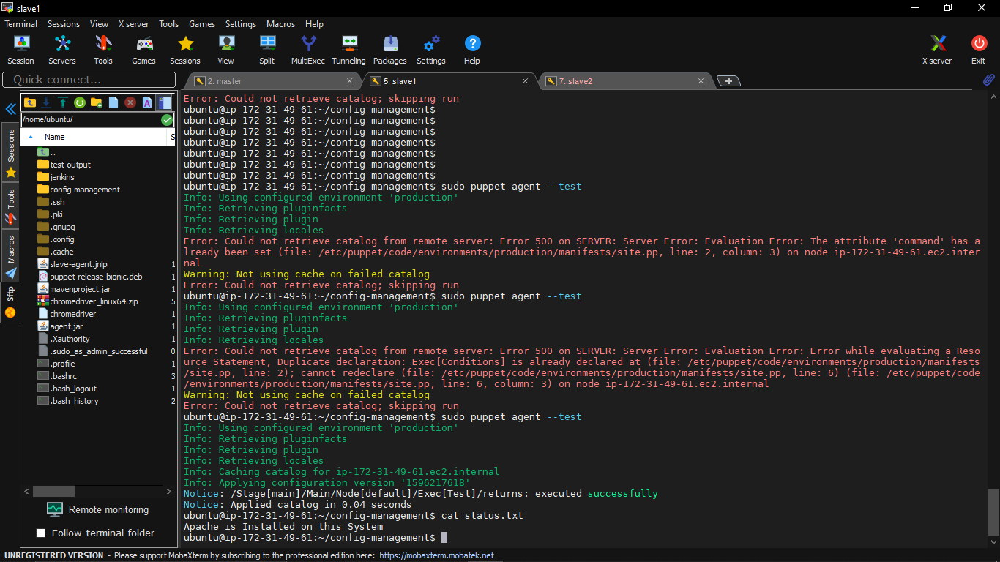 slave1
Terminal Sessions View X server Tools Games Settings Macros Help
Session Servers Tools Games Sessions View Split MultiExec Tunneling Packages Settings Help X server Exit
Quick connect...
2. master
5. slave1
7. slave2
/home/ubuntu/
Name S
..
test-output
jenkins
config-management
.ssh
.pki
.gnupg
.config
.cache
slave-agent.jnlp 1
puppet-release-bionic.deb 1
mavenproject.jar 1
chromedriver_linux64.zip 5
chromedriver 1
agent.jar 1
.Xauthority 1
.sudo_as_admin_successful 0
.profile 1
.bashrc 3
.bash_logout 1
.bash_history 2
Sessions
Tools
Macros
Sftp
Remote monitoring
Follow terminal folder
Error: Could not retrieve catalog; skipping run
ubuntu@ip-172-31-49-61:~/config-management$
ubuntu@ip-172-31-49-61:~/config-management$
ubuntu@ip-172-31-49-61:~/config-management$
ubuntu@ip-172-31-49-61:~/config-management$
ubuntu@ip-172-31-49-61:~/config-management$
ubuntu@ip-172-31-49-61:~/config-management$
ubuntu@ip-172-31-49-61:~/config-management$
ubuntu@ip-172-31-49-61:~/config-management$ sudo puppet agent --test
Info: Using configured environment 'production'
Info: Retrieving pluginfacts
Info: Retrieving plugin
Info: Retrieving locales
Error: Could not retrieve catalog from remote server: Error 500 on SERVER: Server Error: Evaluation Error: The attribute 'command' has a
lready been set (file: /etc/puppet/code/environments/production/manifests/site.pp, line: 2, column: 3) on node ip-172-31-49-61.ec2.inter
nal
Warning: Not using cache on failed catalog
Error: Could not retrieve catalog; skipping run
ubuntu@ip-172-31-49-61:~/config-management$ sudo puppet agent --test
Info: Using configured environment 'production'
Info: Retrieving pluginfacts
Info: Retrieving plugin
Info: Retrieving locales
Error: Could not retrieve catalog from remote server: Error 500 on SERVER: Server Error: Evaluation Error: Error while evaluating a Reso
urce Statement, Duplicate declaration: Exec[Conditions] is already declared at (file: /etc/puppet/code/environments/production/manifests
/site.pp, line: 2); cannot redeclare (file: /etc/puppet/code/environments/production/manifests/site.pp, line: 6) (file: /etc/puppet/code
/environments/production/manifests/site.pp, line: 6, column: 3) on node ip-172-31-49-61.ec2.internal
Warning: Not using cache on failed catalog
Error: Could not retrieve catalog; skipping run
ubuntu@ip-172-31-49-61:~/config-management$ sudo puppet agent --test
Info: Using configured environment 'production'
Info: Retrieving pluginfacts
Info: Retrieving plugin
Info: Retrieving locales
Info: Caching catalog for ip-172-31-49-61.ec2.internal
Info: Applying configuration version '1596217618'
Notice: /Stage[main]/Main/Node[default]/Exec[Test]/returns: executed successfully
Notice: Applied catalog in 0.04 seconds
ubuntu@ip-172-31-49-61:~/config-management$ cat status.txt
Apache is Installed on this System
ubuntu@ip-172-31-49-61:~/config-management$
UNREGISTERED VERSION - Please support MobaXterm by subscribing to the professional edition here: https://mobaxterm.mobatek.net